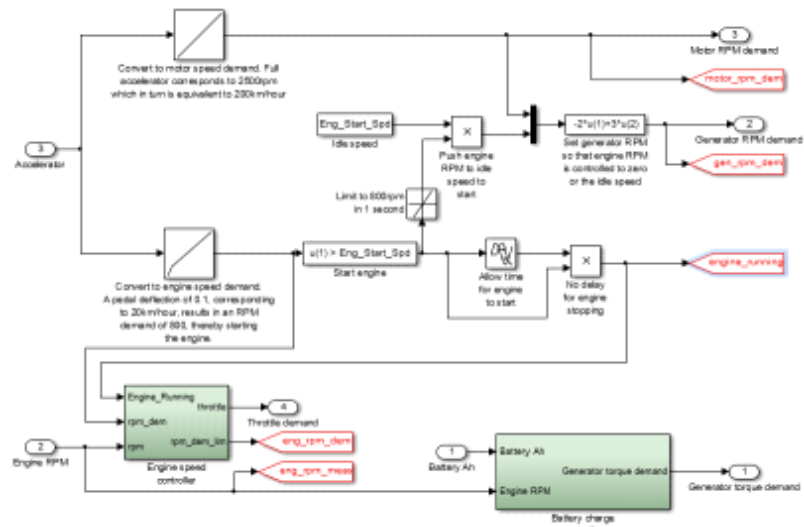 3
Motor RPM demand
motor_rpm_dem
Convert to motor speed demand. Full
accelerator corresponds to 2500rpm
which in turn is equivalent to 200km/hour
Eng_Start_Spd
Idle speed
×
Push engine
RPM to idle
speed to
start
-2*u(1)+3*u(2)
Set generator RPM
so that engine RPM
is controlled to zero
or the idle speed
2
Generator RPM demand
gen_rpm_dem
3
Accelerator
Limit to 800rpm
in 1 second
u(1) > Eng_Start_Spd
Start engine
Allow time
for engine
to start
×
No delay
for engine
stopping
engine_running
Convert to engine speed demand.
A pedal deflection of 0.1, corresponding
to 20km/hour, results in an RPM
demand of 800, thereby starting
the engine.
Engine_Running
throttle
rpm_dem
rpm_dem_lim
rpm
Engine speed
controller
4
Throttle demand
eng_rpm_dem
eng_rpm_meas
2
Engine RPM
1
Battery Ah
Battery Ah
Generator torque demand
Engine RPM
Battery charge
1
Generator torque demand